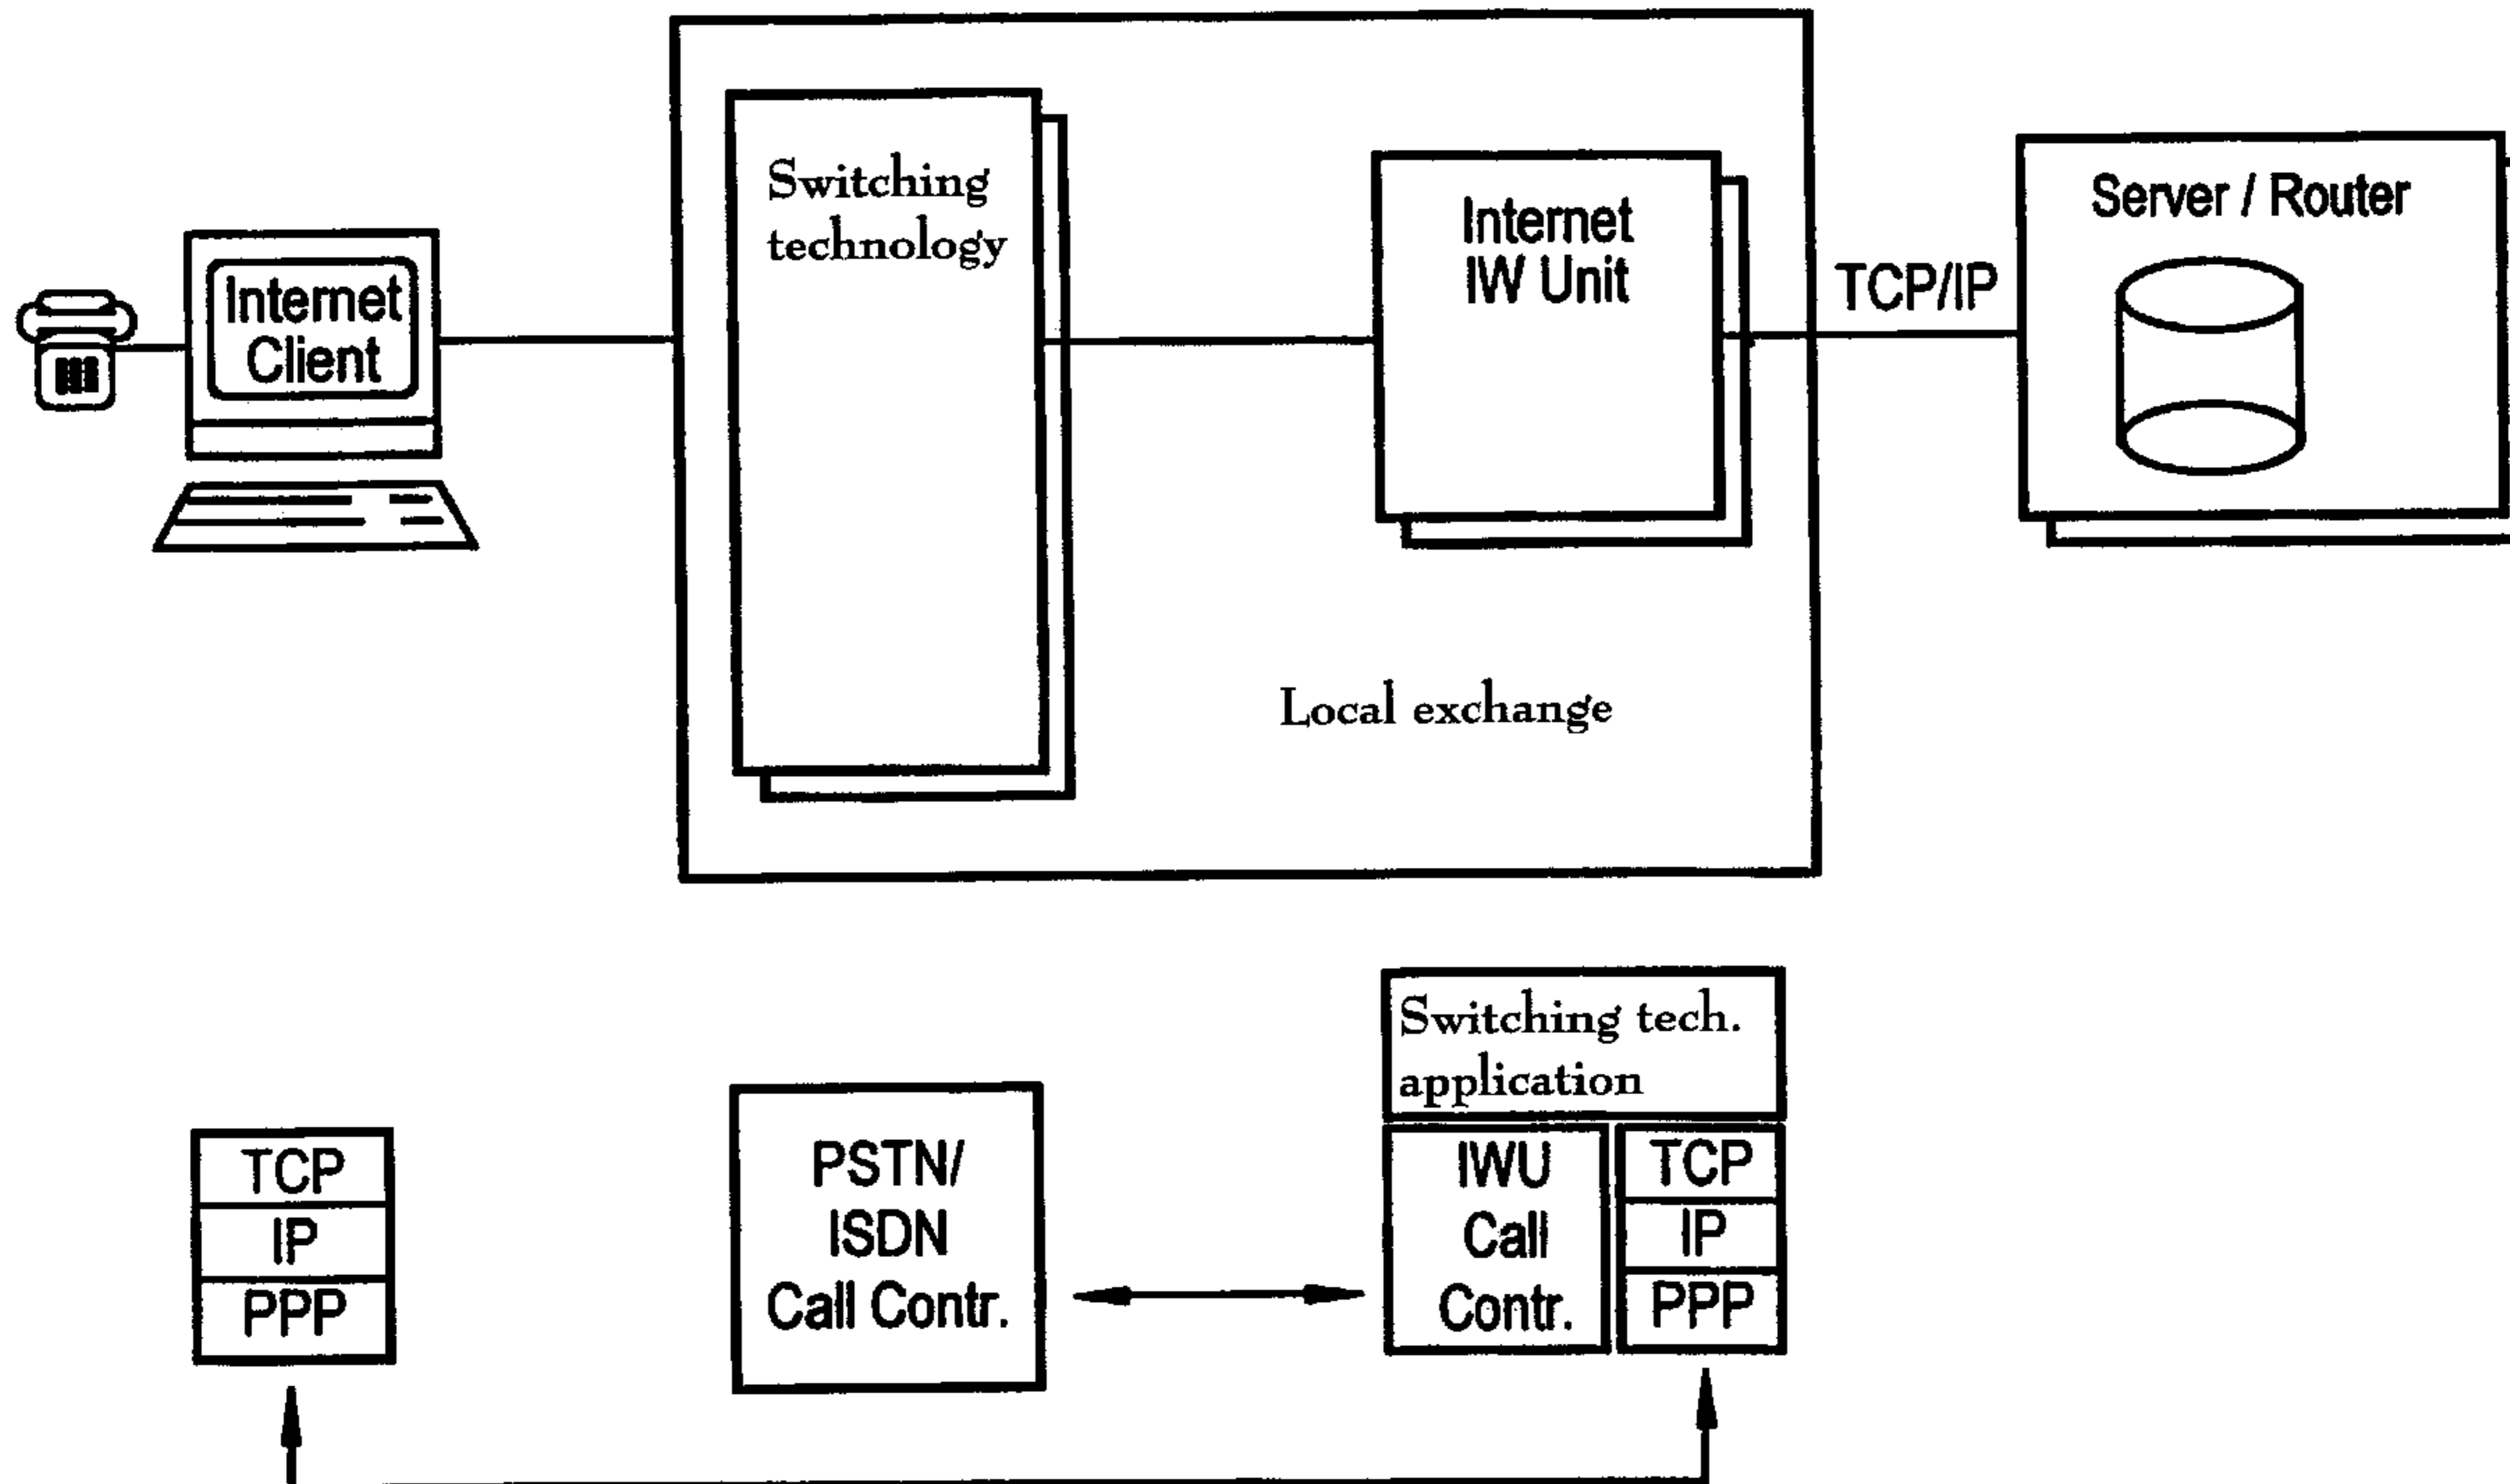 Switching
technology
Internet
IW Unit
Server / Router
Internet
Client
TCP/IP
Local exchange
Switching tech.
application
TCP
IP
PPP
PSTN/
ISDN
Call Contr.
IWU
Call
Contr.
TCP
IP
PPP